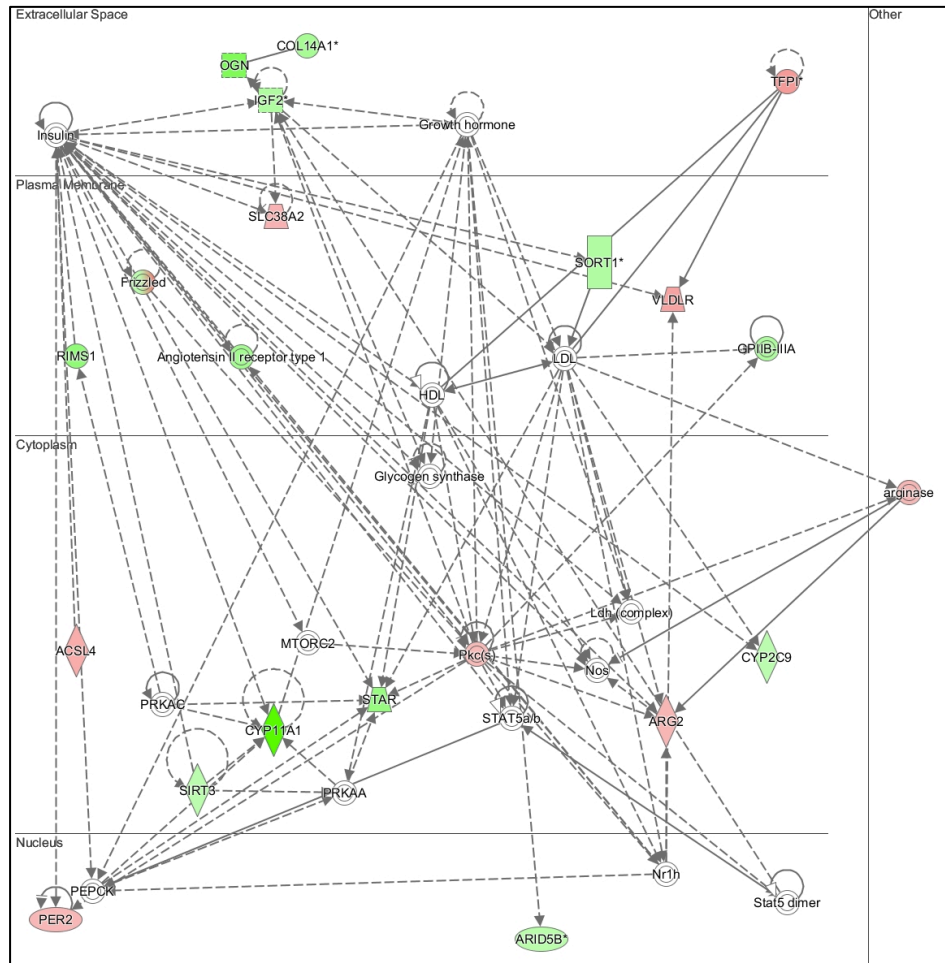 Extracellular Space
Other
COL14A1*
OGN
TFPI*
IGF2*
Growth hormone
Insulin
Plasma Membrane
SLC38A2
SORT1*
Frizzled
VLDLR
RIMS1
Angiotensin II receptor type 1
LDL
GPIIB-IIIA
HDL
Cytoplasm
Glycogen synthase
arginase
Ldh (complex)
MTORC2
ACSL4
Pkc(s)
Nos
CYP2C9
PRKAC
STAR
STAT5a/b
ARG2
CYP11A1
SIRT3
PRKAA
Nucleus
Nr1h
PEPCK
Stat5 dimer
PER2
ARID5B*